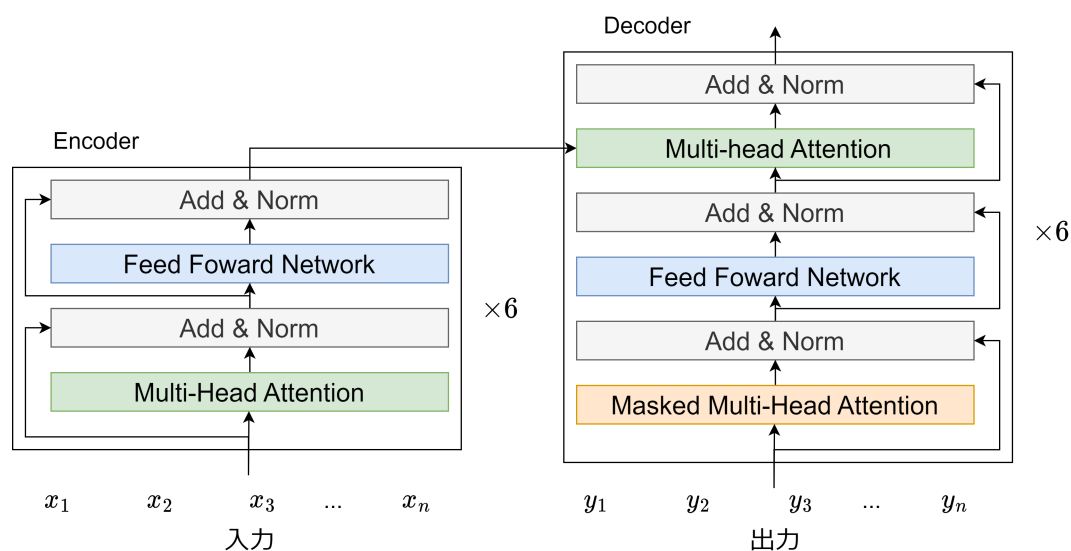 Encoder
Add & Norm
Feed Foward Network
Add & Norm
Multi-Head Attention
×6
x1 x2 x3 ... xn
入力
Decoder
Add & Norm
Multi-head Attention
Add & Norm
Feed Foward Network
Add & Norm
Masked Multi-Head Attention
×6
y1 y2 y3 ... yn
出力